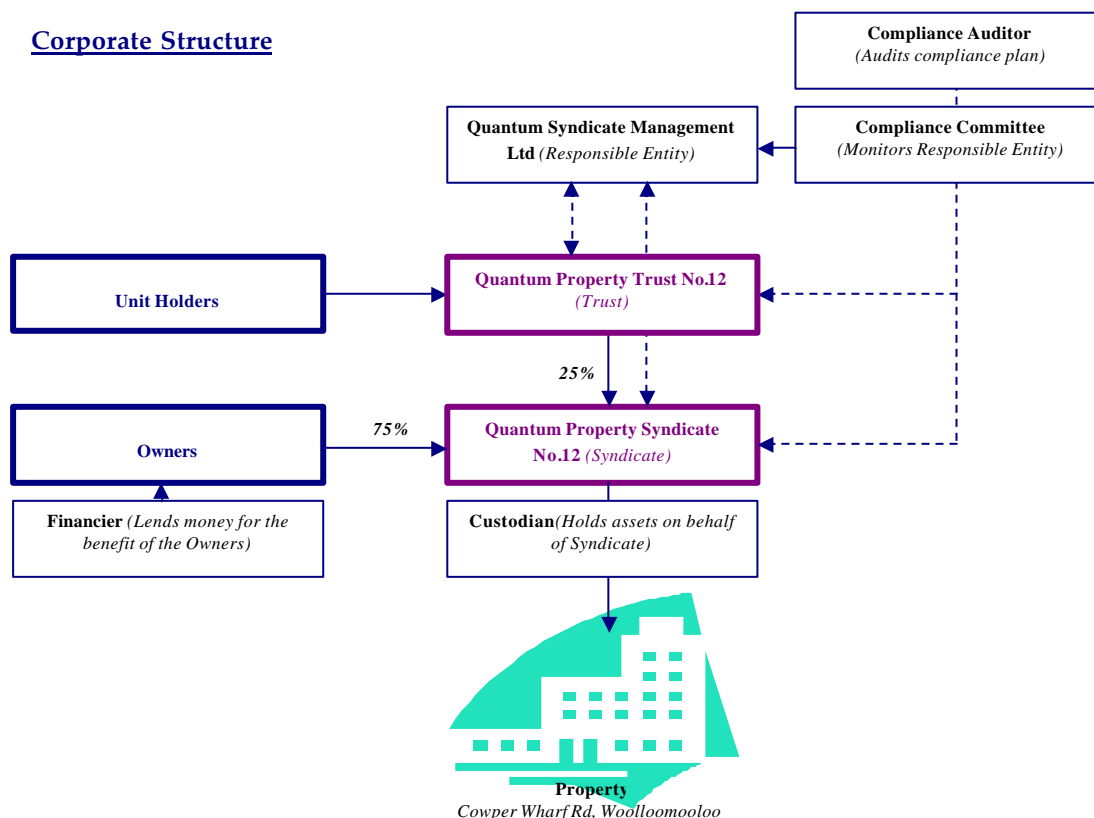 Corporate Structure
Compliance Auditor
(Audits compliance plan)
Quantum Syndicate Management
Ltd (Responsible Entity)
Compliance Committee
(Monitors Responsible Entity)
Unit Holders
Quantum Property Trust No.12
(Trust)
25%
Owners
75%
Quantum Property Syndicate
No.12 (Syndicate)
Financier (Lends money for the
benefit of the Owners)
Custodian(Holds assets on behalf
of Syndicate)
Property
Cowper Wharf Rd, Woolloomooloo